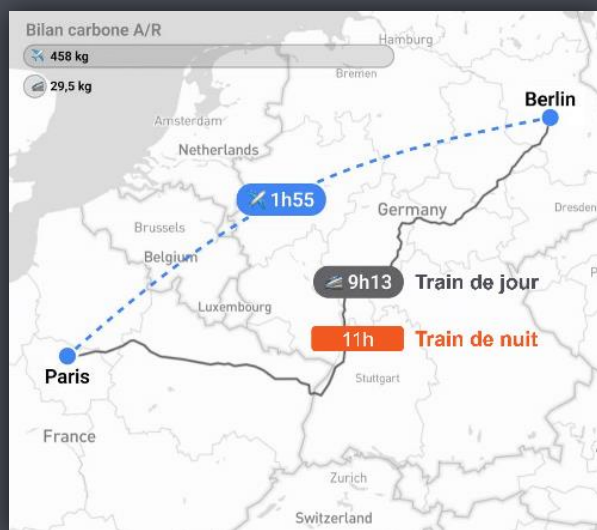 Bilan carbone A/R
458 kg
29,5 kg
Hamburg
Bremen
Berlin
Amsterdam
Netherlands
1h55
Germany
Dresden
Brussels
Belgium
9h13 Train de jour
Luxembourg
11h Train de nuit
Paris
Stuttgart
France
Zurich
Switzerland